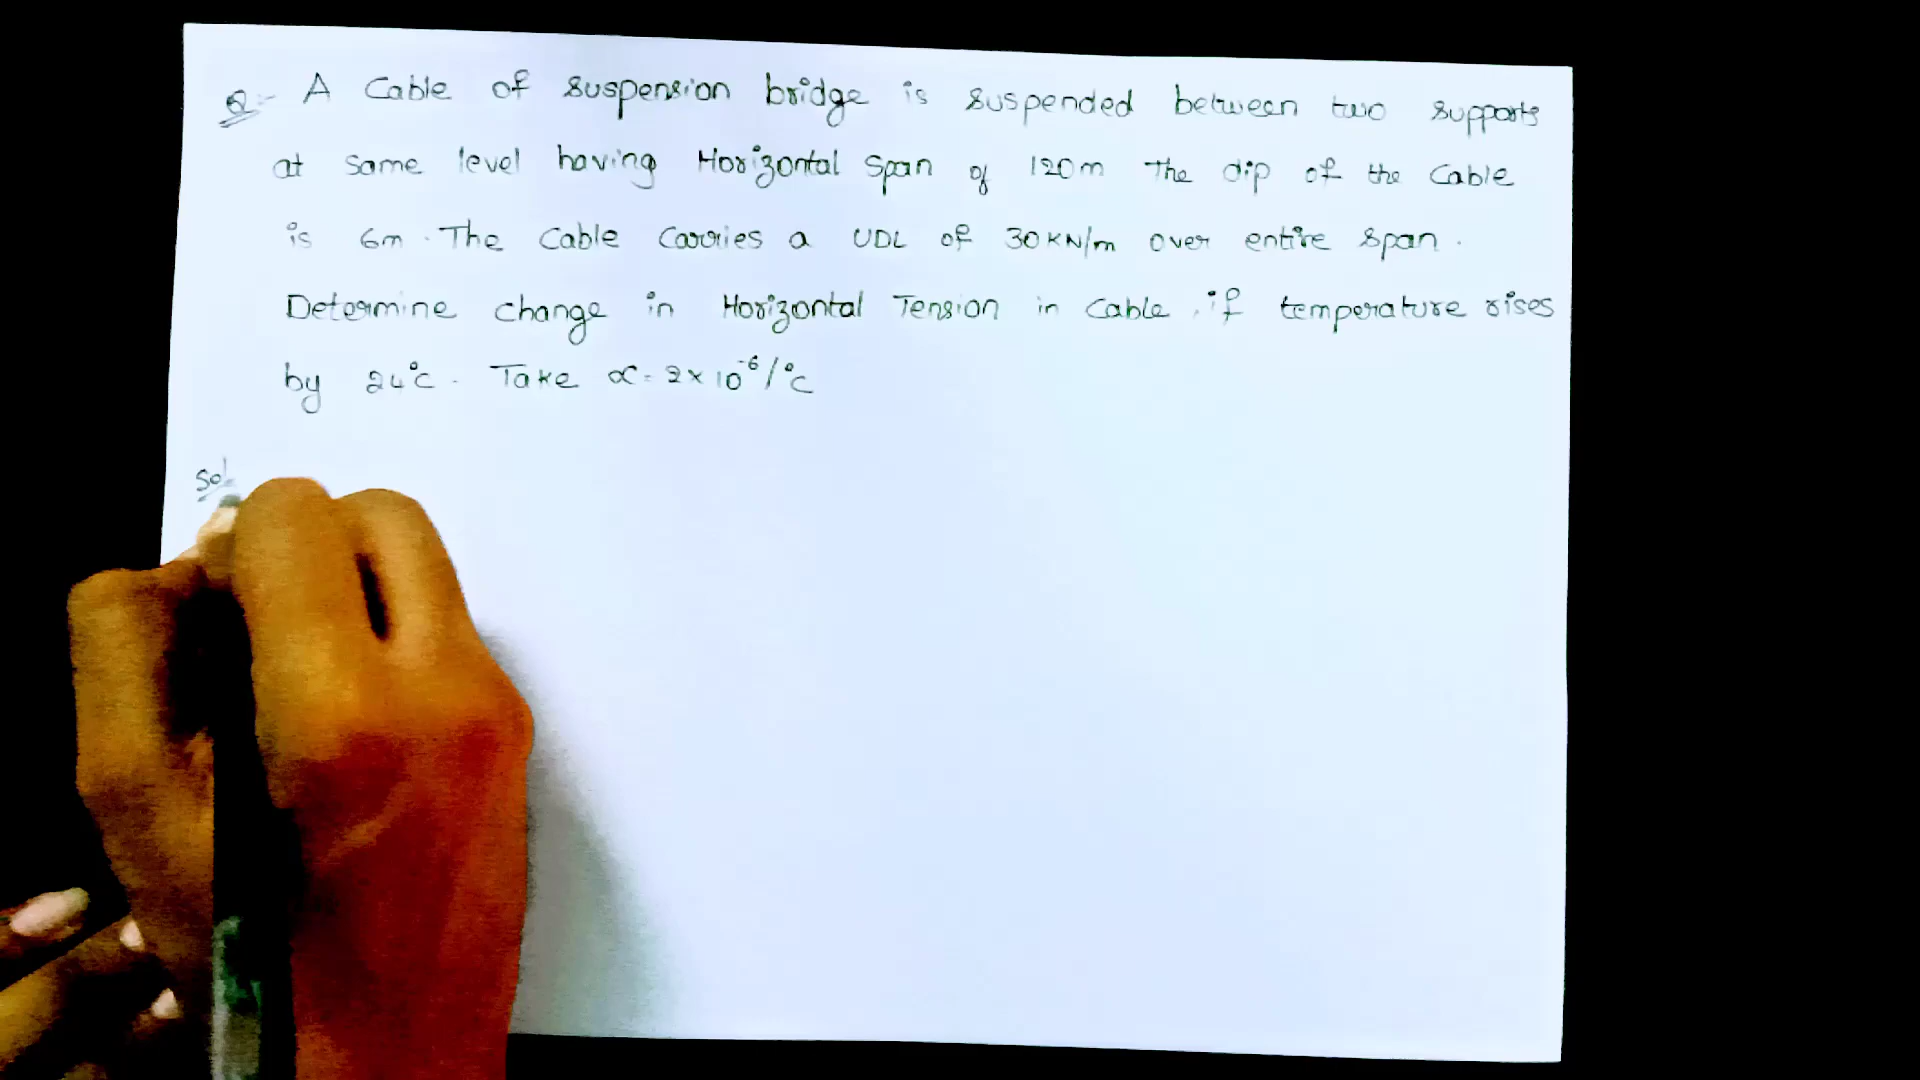 Q:- A Cable of suspension bridge is suspended between two supports
at same level having Horizontal Span of 120m The dip of the Cable
is 6m . The Cable Carries a UDL of 30KN/m over entire span .
Determine change in Horizontal Tension in Cable , if temperature rises
by 24°C . Take α = 2×10⁻⁶/°C
Sol: